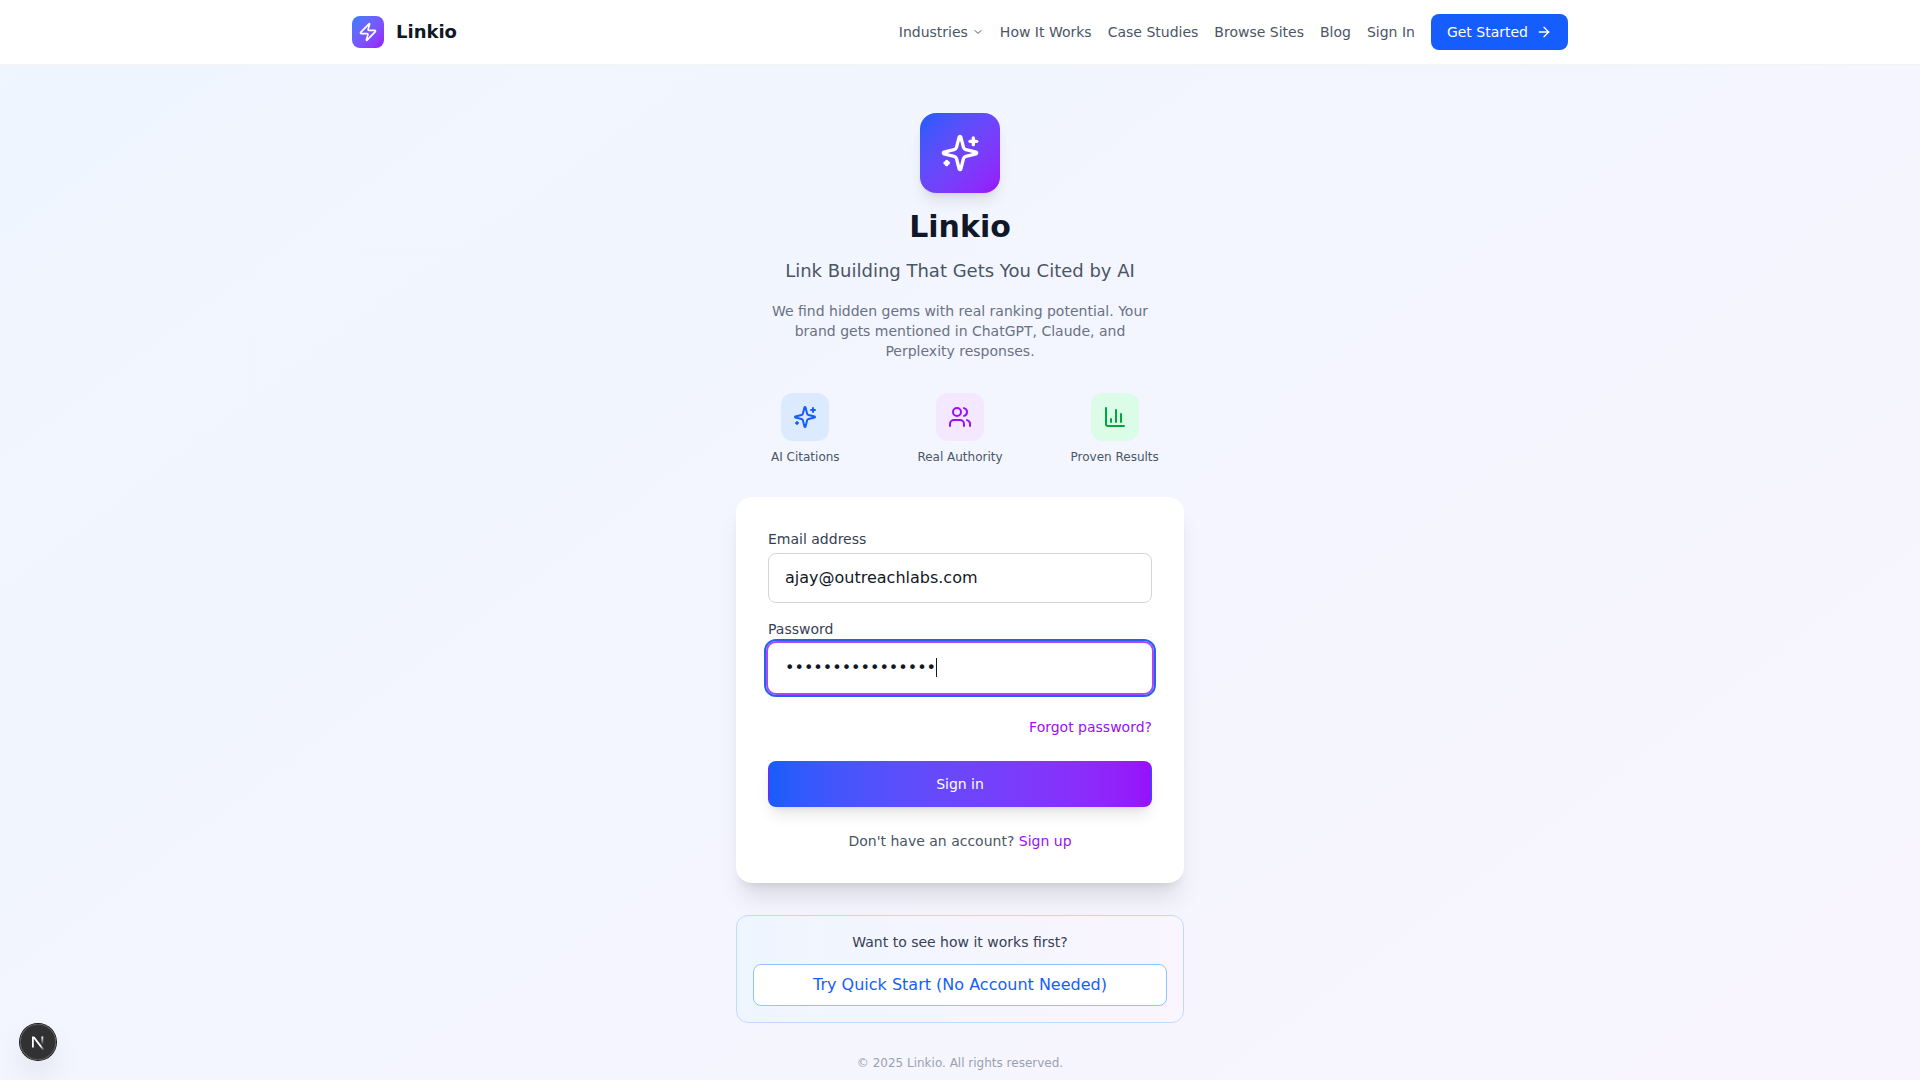 Linkio
Industries
How It Works
Case Studies
Browse Sites
Blog
Sign In
Get Started
Linkio
Link Building That Gets You Cited by AI
We find hidden gems with real ranking potential. Your
brand gets mentioned in ChatGPT, Claude, and
Perplexity responses.
AI Citations
Real Authority
Proven Results
Email address
ajay@outreachlabs.com
Password
••••••••••••••••
Forgot password?
Sign in
Don't have an account? Sign up
Want to see how it works first?
Try Quick Start (No Account Needed)
N
© 2025 Linkio. All rights reserved.